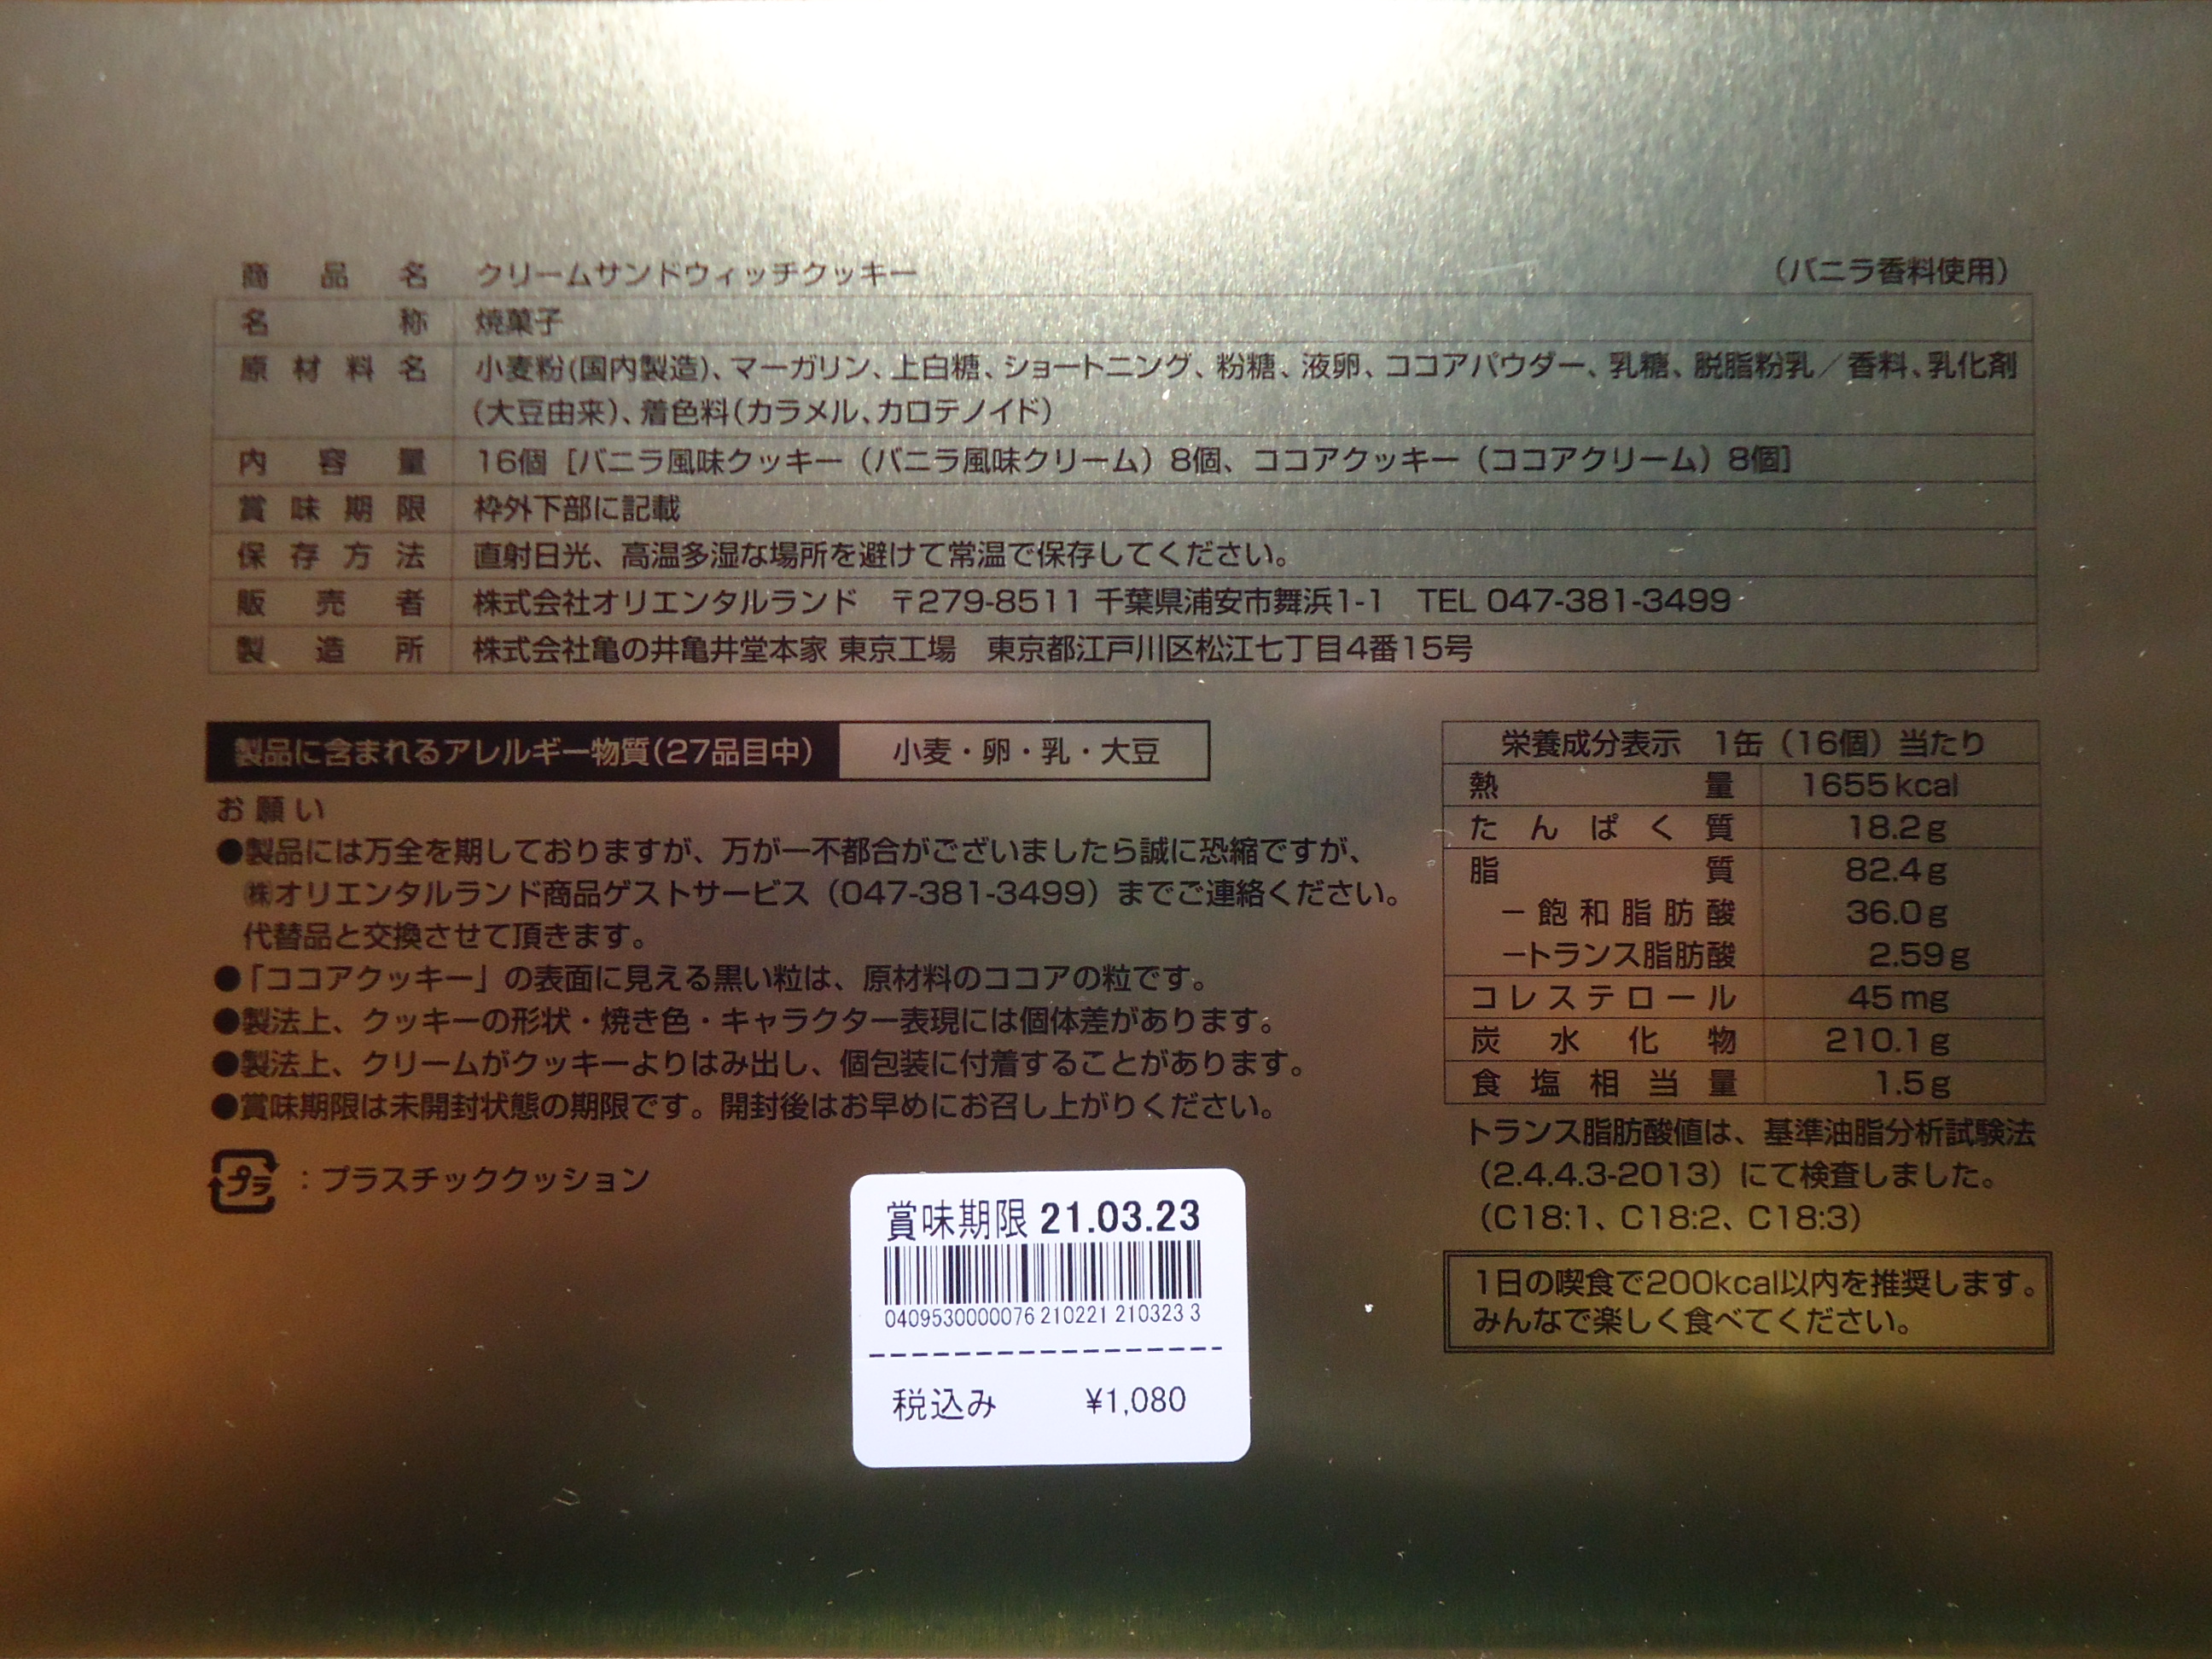 商品名 クリームサンドウィッチクッキー （バニラ香料使用）
名称 焼菓子
原材料名 小麦粉(国内製造)、マーガリン、上白糖、ショートニング、粉糖、液卵、ココアパウダー、乳糖、脱脂粉乳／香料、乳化剤
(大豆由来)、着色料(カラメル、カロテノイド)
内容量 16個［バニラ風味クッキー（バニラ風味クリーム）8個、ココアクッキー（ココアクリーム）8個］
賞味期限 枠外下部に記載
保存方法 直射日光、高温多湿な場所を避けて常温で保存してください。
販売者 株式会社オリエンタルランド 〒279-8511 千葉県浦安市舞浜1-1 TEL 047-381-3499
製造所 株式会社亀の井亀井堂本家 東京工場 東京都江戸川区松江七丁目4番15号
製品に含まれるアレルギー物質(27品目中) 小麦・卵・乳・大豆
お願い
●製品には万全を期しておりますが、万が一不都合がございましたら誠に恐縮ですが、
㈱オリエンタルランド商品ゲストサービス（047-381-3499）までご連絡ください。
代替品と交換させて頂きます。
●「ココアクッキー」の表面に見える黒い粒は、原材料のココアの粒です。
●製法上、クッキーの形状・焼き色・キャラクター表現には個体差があります。
●製法上、クリームがクッキーよりはみ出し、個包装に付着することがあります。
●賞味期限は未開封状態の期限です。開封後はお早めにお召し上がりください。
プラ：プラスチッククッション
栄養成分表示 1缶（16個）当たり
熱量 1655kcal
たんぱく質 18.2g
脂質 82.4g
－飽和脂肪酸 36.0g
－トランス脂肪酸 2.59g
コレステロール 45mg
炭水化物 210.1g
食塩相当量 1.5g
トランス脂肪酸値は、基準油脂分析試験法
（2.4.4.3-2013）にて検査しました。
（C18:1、C18:2、C18:3）
1日の喫食で200kcal以内を推奨します。
みんなで楽しく食べてください。
賞味期限 21.03.23
0409530000076 210221 210323 3
税込み ¥1,080